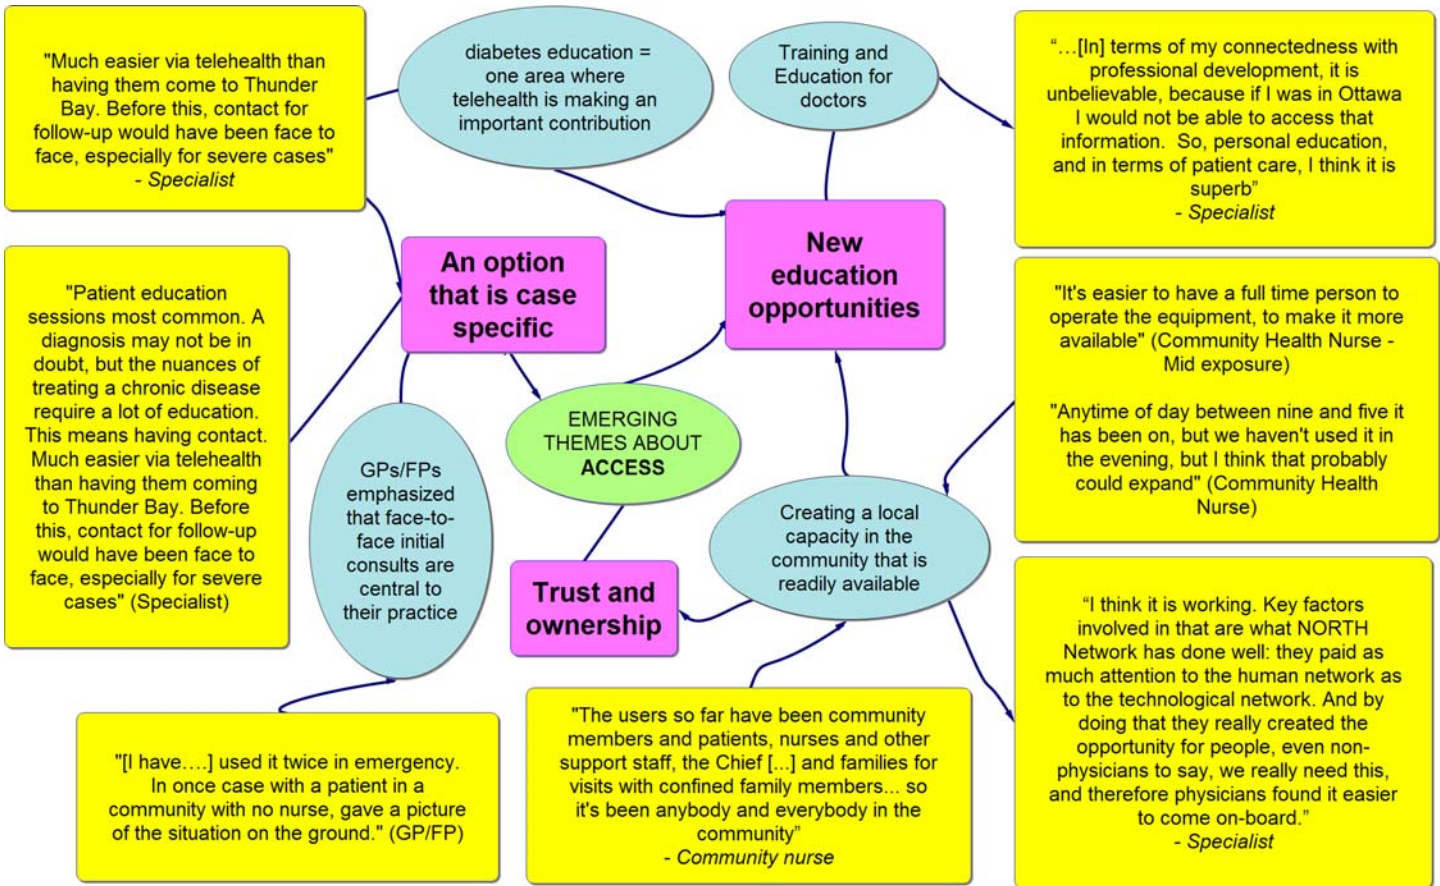 "Much easier via telehealth than
having them come to Thunder
Bay. Before this, contact for
follow-up would have been face to
face, especially for severe cases"
- Specialist
diabetes education =
one area where
telehealth is making an
important contribution
Training and
Education for
doctors
“…[In] terms of my connectedness with
professional development, it is
unbelievable, because if I was in Ottawa
I would not be able to access that
information. So, personal education,
and in terms of patient care, I think it is
superb”
- Specialist
An option
that is case
specific
New
education
opportunities
"Patient education
sessions most common. A
diagnosis may not be in
doubt, but the nuances of
treating a chronic disease
require a lot of education.
This means having contact.
Much easier via telehealth
than having them coming
to Thunder Bay. Before
this, contact for follow-up
would have been face to
face, especially for severe
cases" (Specialist)
"It's easier to have a full time person to
operate the equipment, to make it more
available" (Community Health Nurse -
Mid exposure)
"Anytime of day between nine and five it
has been on, but we haven't used it in
the evening, but I think that probably
could expand" (Community Health
Nurse)
EMERGING
THEMES ABOUT
ACCESS
GPs/FPs
emphasized
that face-to-
face initial
consults are
central to
their practice
Creating a local
capacity in the
community that is
readily available
Trust and
ownership
“I think it is working. Key factors
involved in that are what NORTH
Network has done well: they paid as
much attention to the human network as
to the technological network. And by
doing that they really created the
opportunity for people, even non-
physicians to say, we really need this,
and therefore physicians found it easier
to come on-board.”
- Specialist
"[I have….] used it twice in emergency.
In once case with a patient in a
community with no nurse, gave a picture
of the situation on the ground." (GP/FP)
"The users so far have been community
members and patients, nurses and other
support staff, the Chief [...] and families for
visits with confined family members... so
it's been anybody and everybody in the
community”
- Community nurse